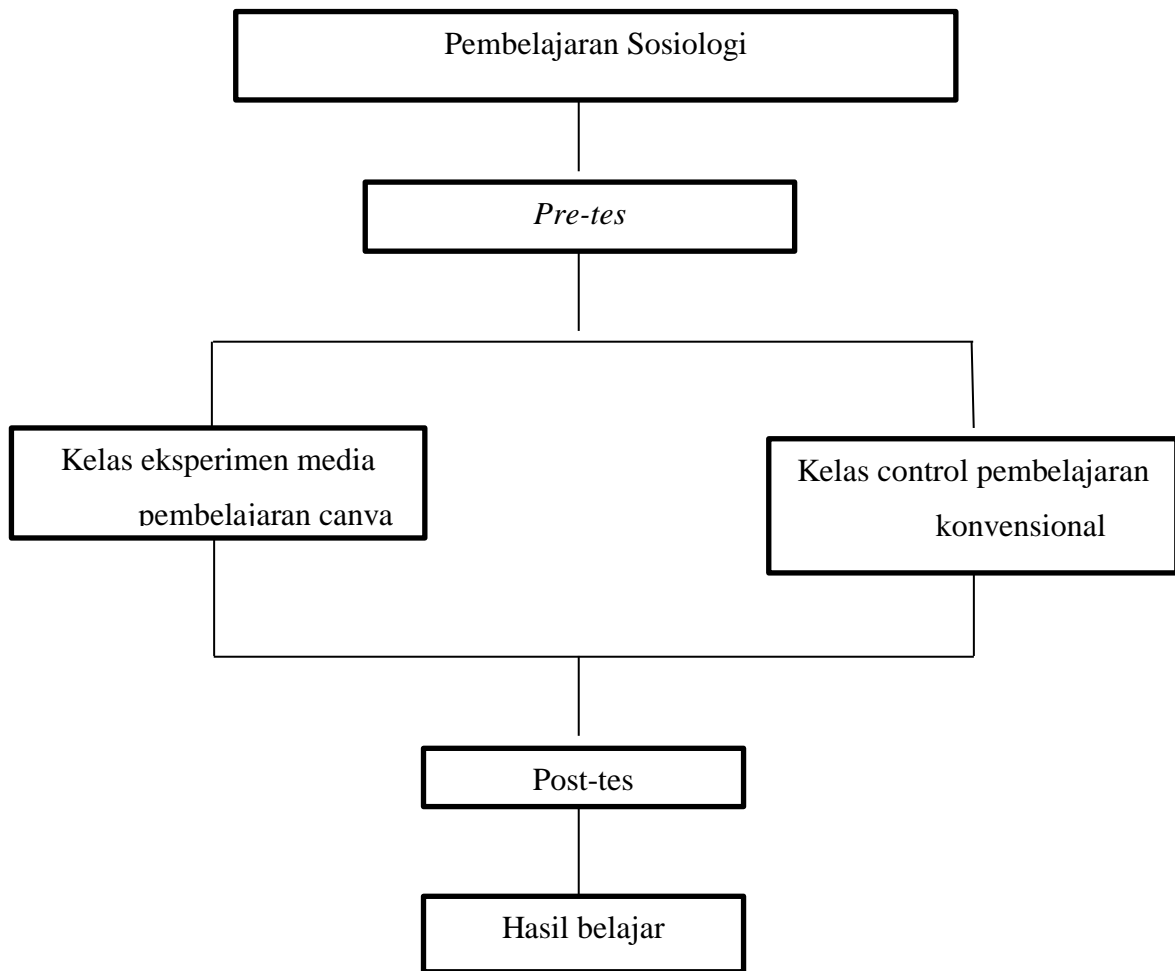 Pembelajaran Sosiologi
Pre-tes
Kelas eksperimen media
pembelajaran canva
Kelas control pembelajaran
konvensional
Post-tes
Hasil belajar